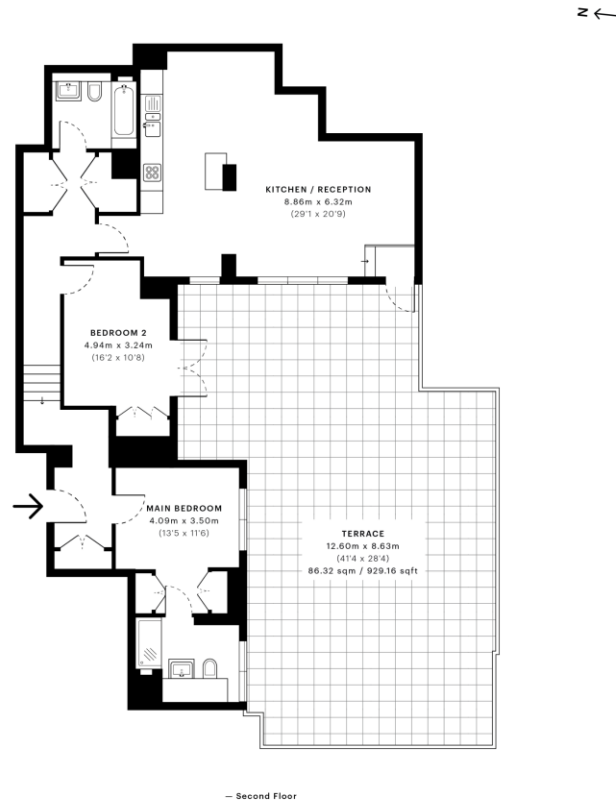 N
KITCHEN / RECEPTION
8.86m x 6.32m
(29'1 x 20'9)
BEDROOM 2
4.94m x 3.24m
(16'2 x 10'8)
MAIN BEDROOM
4.09m x 3.50m
(13'5 x 11'6)
TERRACE
12.60m x 8.63m
(41'4 x 28'4)
86.32 sqm / 929.16 sqft
— Second Floor